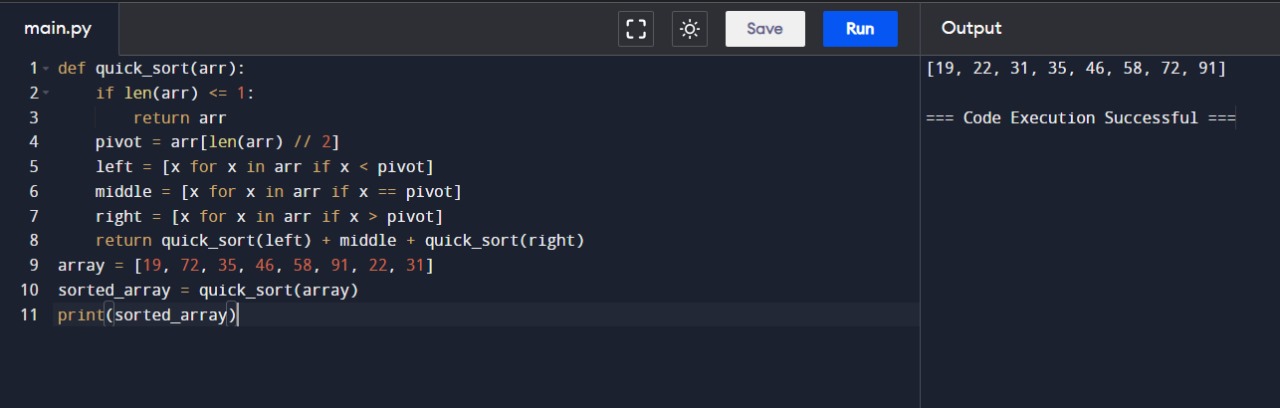 main.py Save Run Output
1 def quick_sort(arr):
2     if len(arr) <= 1:
3         return arr
4     pivot = arr[len(arr) // 2]
5     left = [x for x in arr if x < pivot]
6     middle = [x for x in arr if x == pivot]
7     right = [x for x in arr if x > pivot]
8     return quick_sort(left) + middle + quick_sort(right)
9 array = [19, 72, 35, 46, 58, 91, 22, 31]
10 sorted_array = quick_sort(array)
11 print(sorted_array)
[19, 22, 31, 35, 46, 58, 72, 91]
=== Code Execution Successful ===